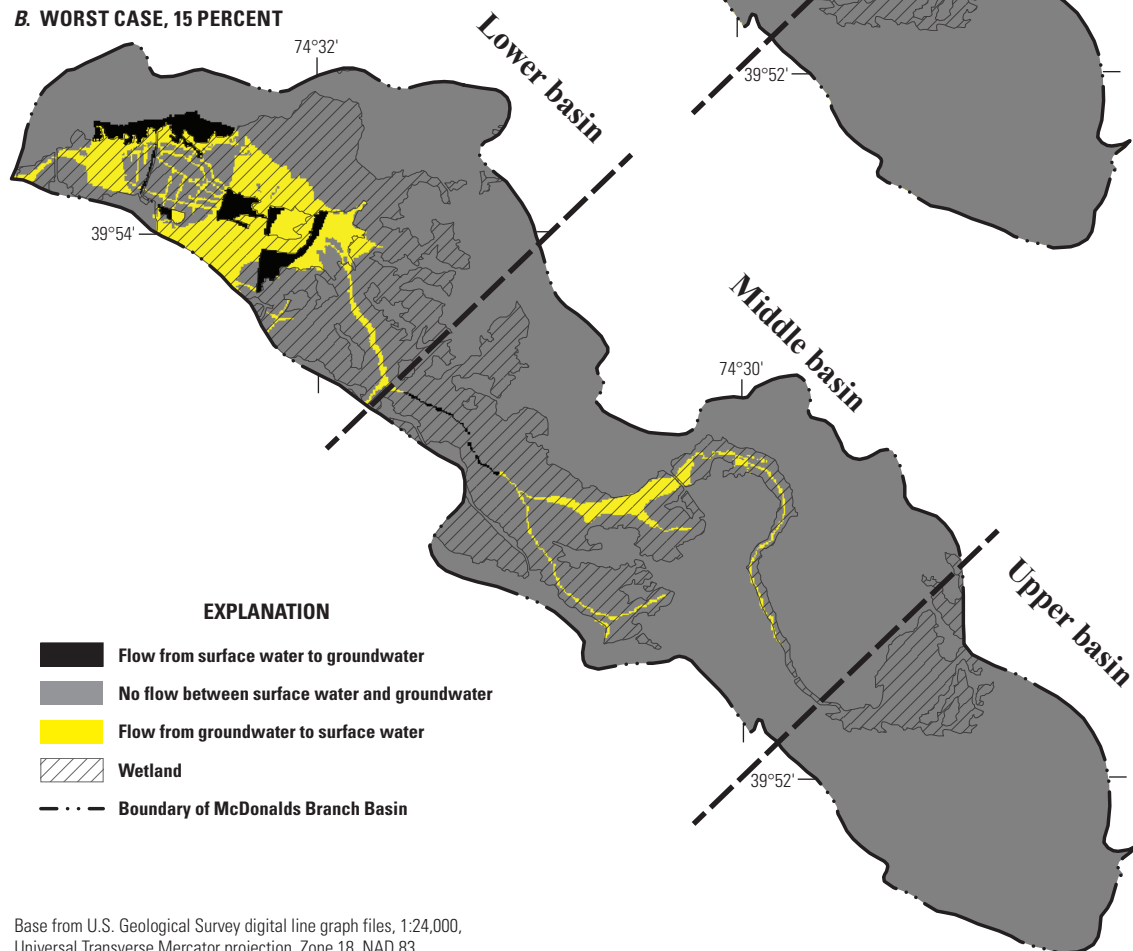 B. WORST CASE, 15 PERCENT
74°32'
Lower basin
39°52'
39°54'
Middle basin
74°30'
Upper basin
39°52'
EXPLANATION
Flow from surface water to groundwater
No flow between surface water and groundwater
Flow from groundwater to surface water
Wetland
Boundary of McDonalds Branch Basin
Base from U.S. Geological Survey digital line graph files, 1:24,000,
Universal Transverse Mercator projection, Zone 18, NAD 83